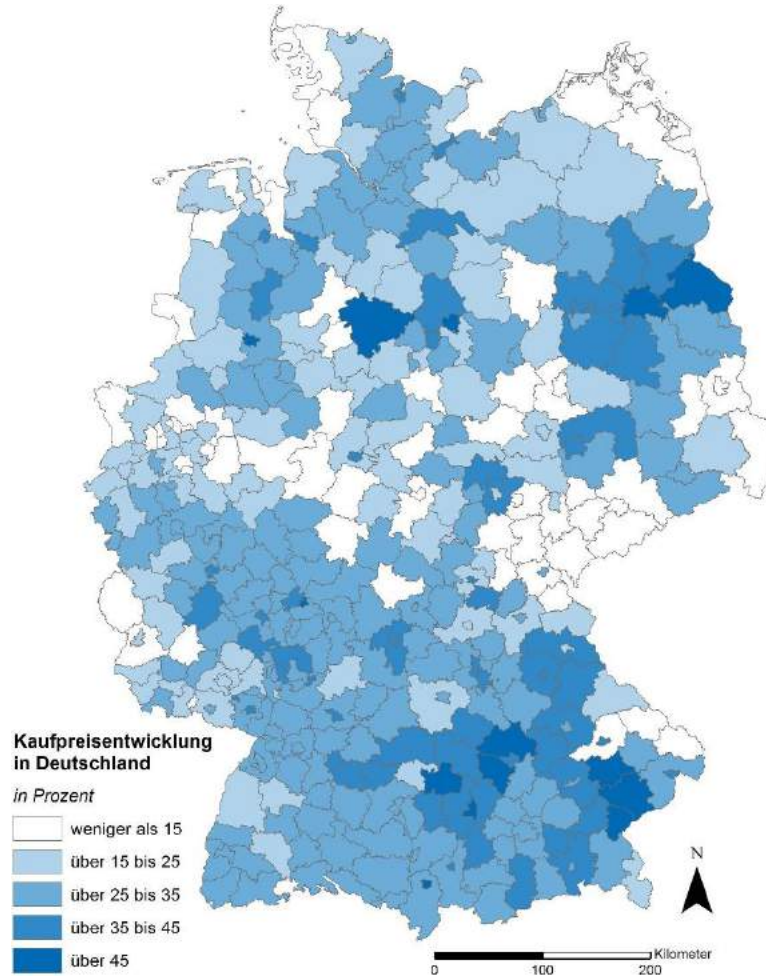 Kaufpreisentwicklung
in Deutschland
in Prozent
weniger als 15
über 15 bis 25
über 25 bis 35
über 35 bis 45
über 45
N
Kilometer
0 100 200